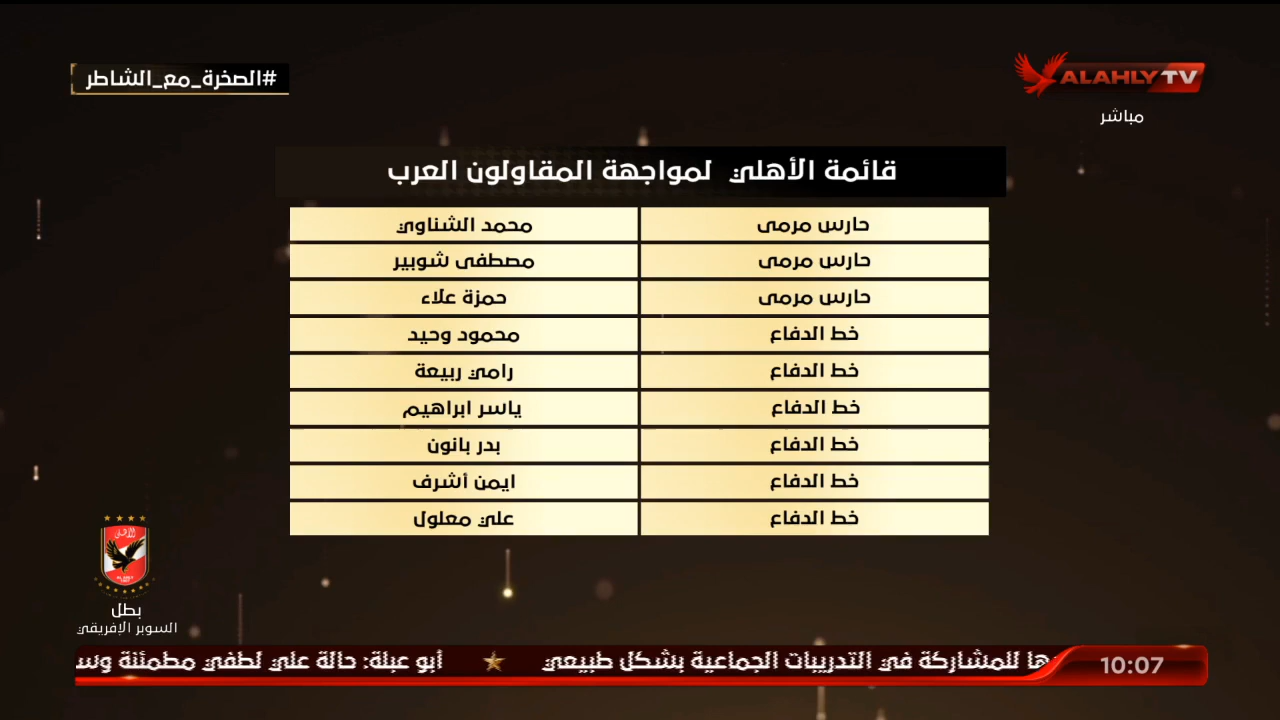 #الصخرة_مع_الشاطر
ALAHLY TV
مباشر
قائمة الأهلي لمواجهة المقاولون العرب
حارس مرمى محمد الشناوي
حارس مرمى مصطفى شوبير
حارس مرمى حمزة علاء
خط الدفاع محمود وحيد
خط الدفاع رامي ربيعة
خط الدفاع ياسر ابراهيم
خط الدفاع بدر بانون
خط الدفاع ايمن أشرف
خط الدفاع علي معلول
بطل
السوبر الإفريقي
10:07
للمشاركة في التدريبات الجماعية بشكل طبيعي ★ أبو عبلة: حالة علي لطفي مطمئنة